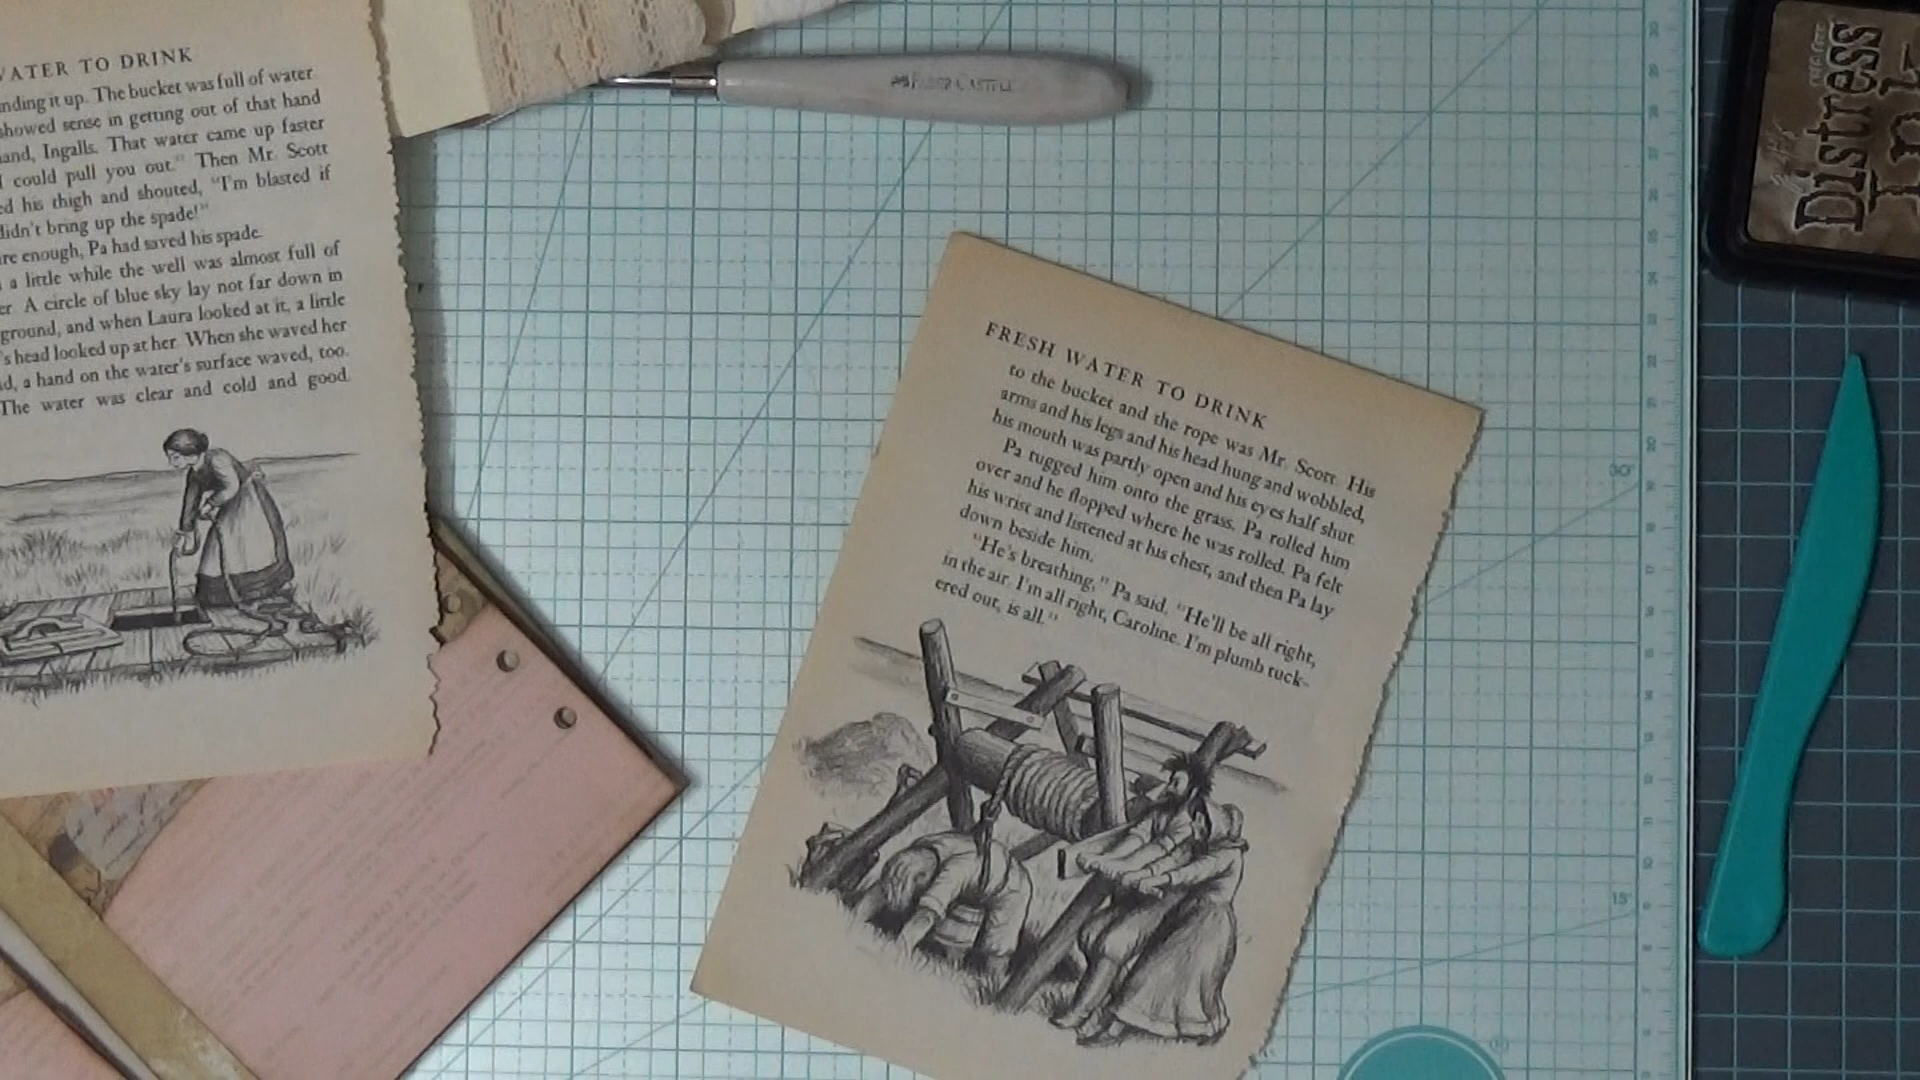 WATER TO DRINK
nding it up. The bucket was full of water.
showed sense in getting out of that hand
hand, Ingalls. That water came up faster
I could pull you out." Then Mr. Scott
ed his thigh and shouted, "I'm blasted if
didn't bring up the spade!"
re enough, Pa had saved his spade.
a little while the well was almost full of
er. A circle of blue sky lay not far down in
ground, and when Laura looked at it, a little
's head looked up at her. When she waved her
d, a hand on the water's surface waved, too.
The water was clear and cold and good.
FABER CASTELL
FRESH WATER TO DRINK
to the bucket and the rope was Mr. Scott. His
arms and his legs and his head hung and wobbled,
his mouth was partly open and his eyes half shut.
Pa tugged him onto the grass. Pa rolled him
over and he flopped where he was rolled. Pa felt
his wrist and listened at his chest, and then Pa lay
down beside him.
"He's breathing," Pa said. "He'll be all right,
in the air. I'm all right, Caroline. I'm plumb tuck-
ered out, is all."
Distress
Ink
30°
15°